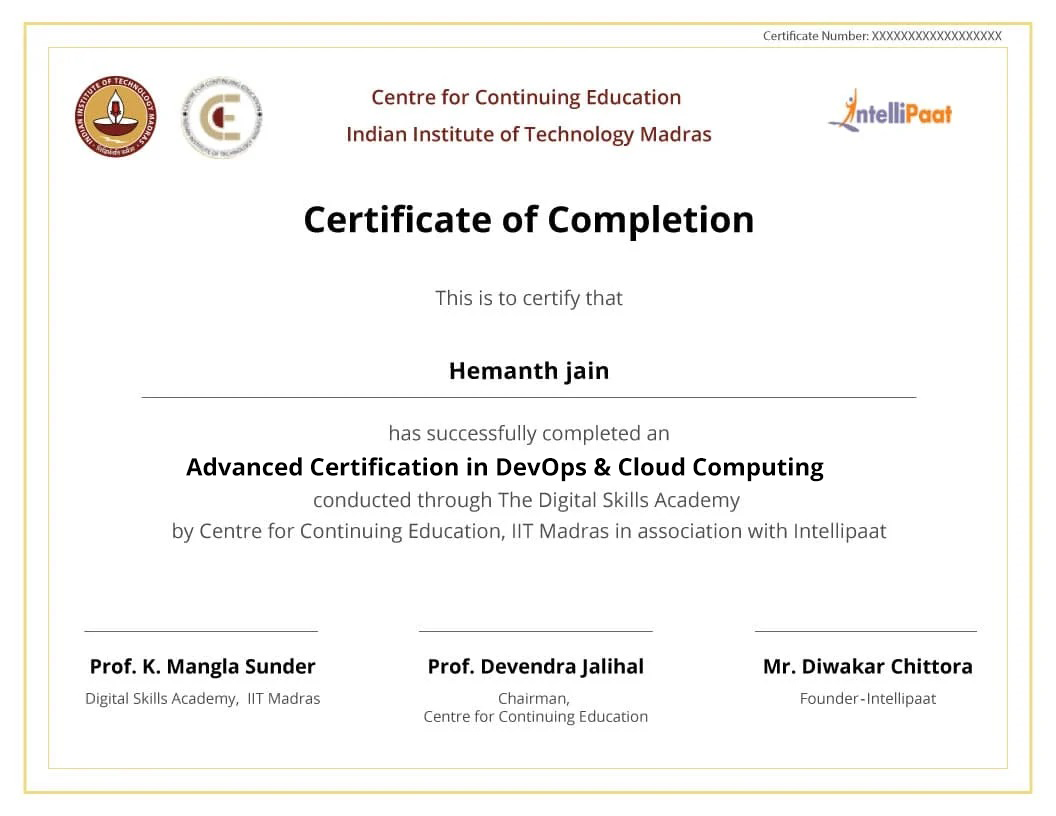 Certificate Number: XXXXXXXXXXXXXXXXXX
INDIAN INSTITUTE OF TECHNOLOGY MADRAS
Centre for Continuing Education
Indian Institute of Technology Madras
IntelliPaat
Certificate of Completion
This is to certify that
Hemanth jain
has successfully completed an
Advanced Certification in DevOps & Cloud Computing
conducted through The Digital Skills Academy
by Centre for Continuing Education, IIT Madras in association with Intellipaat
Prof. K. Mangla Sunder
Digital Skills Academy, IIT Madras
Prof. Devendra Jalihal
Chairman,
Centre for Continuing Education
Mr. Diwakar Chittora
Founder-Intellipaat